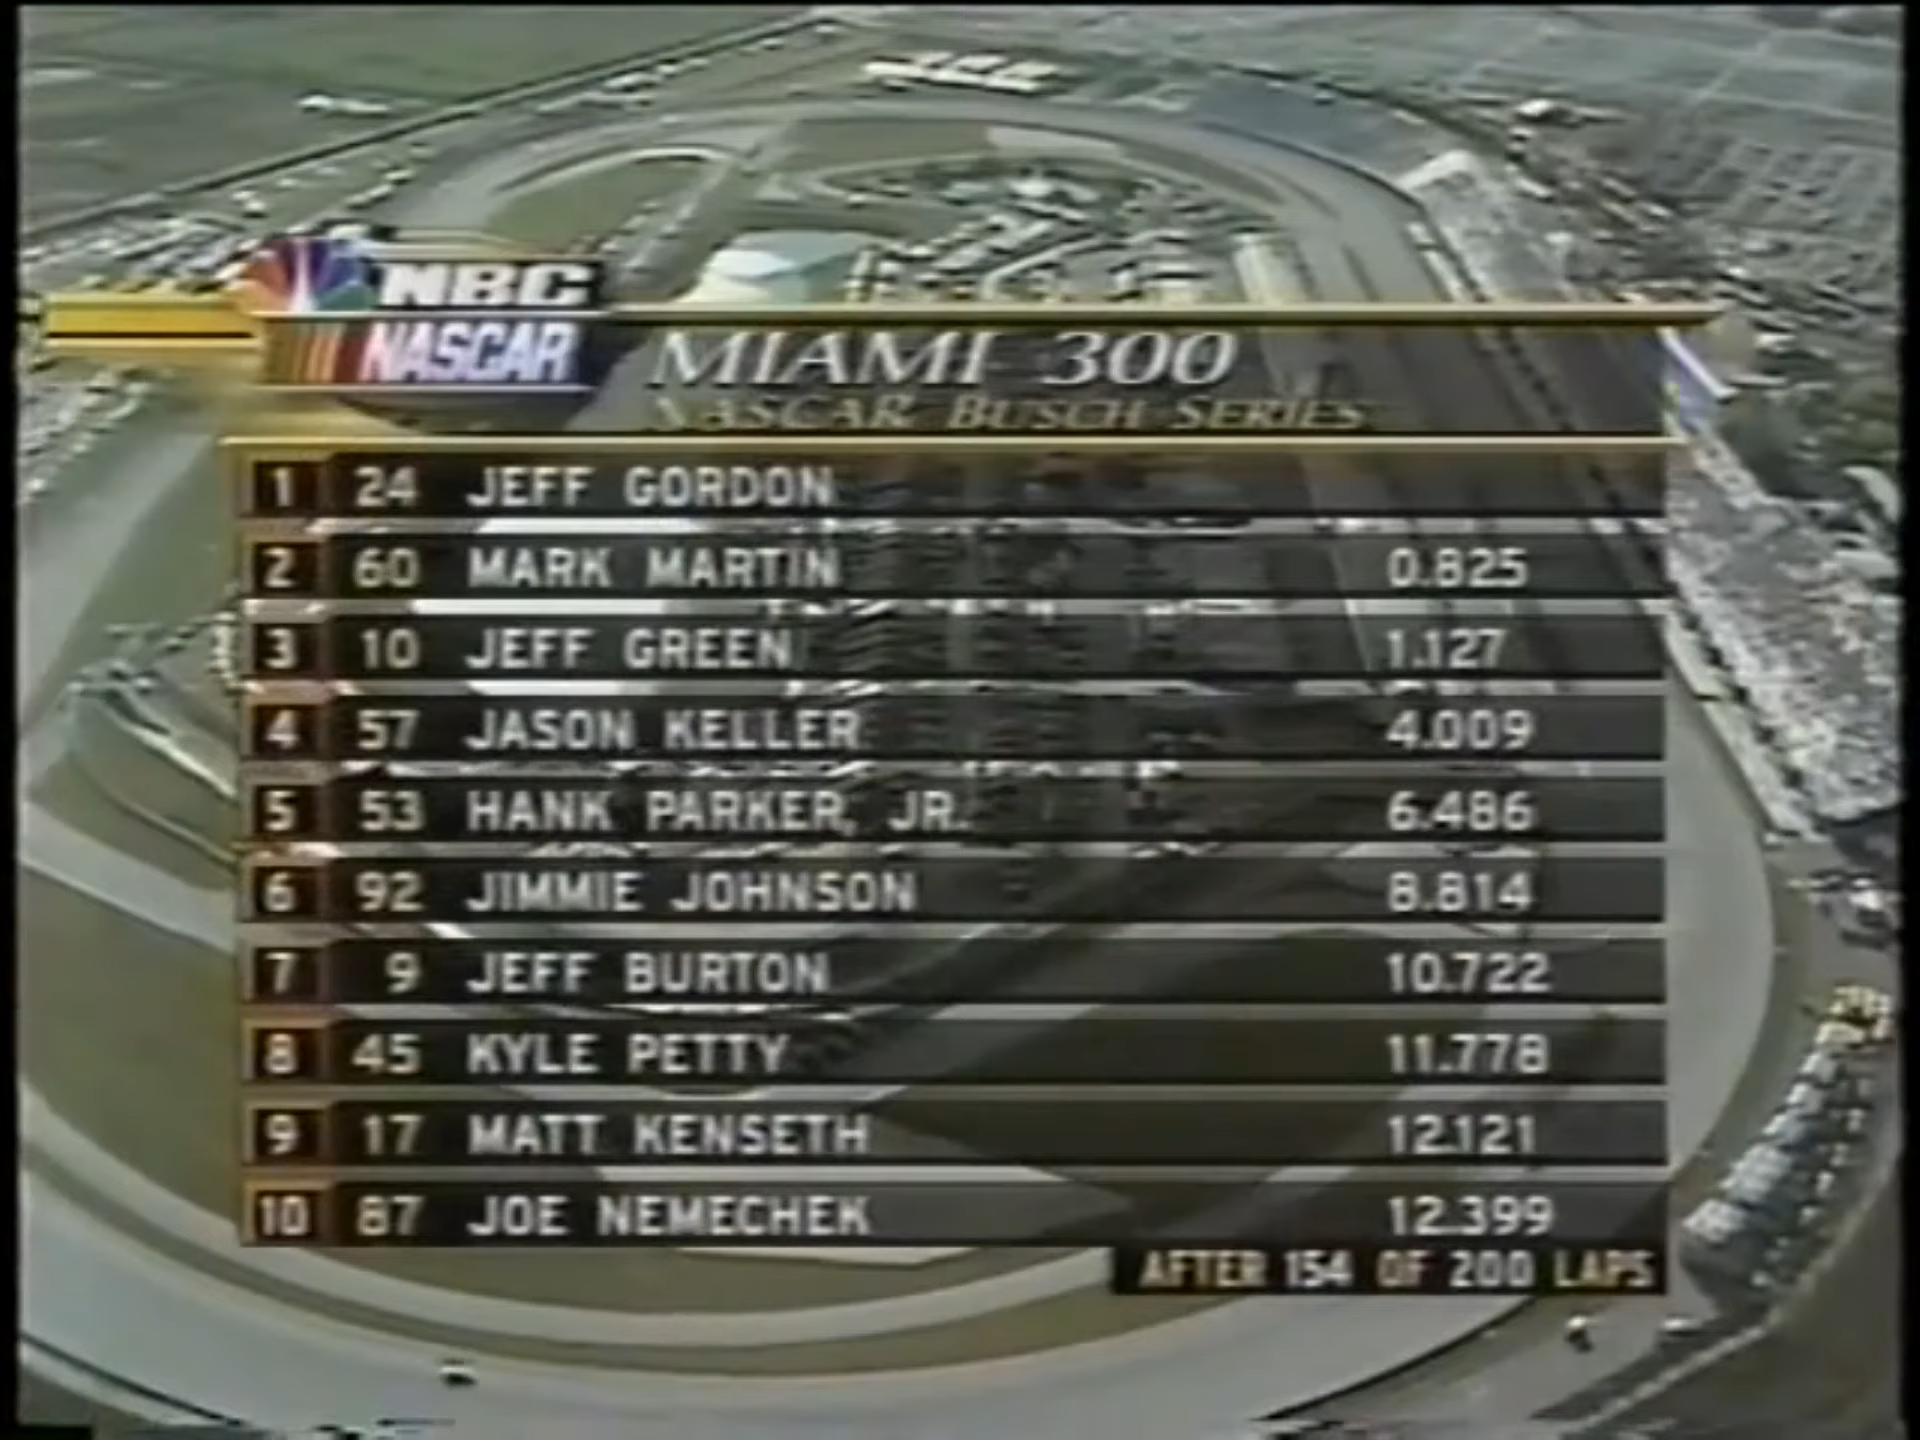 NBC
NASCAR
MIAMI 300
NASCAR BUSCH SERIES
1 24 JEFF GORDON
2 60 MARK MARTIN 0.825
3 10 JEFF GREEN 1.127
4 57 JASON KELLER 4.009
5 53 HANK PARKER, JR. 6.486
6 92 JIMMIE JOHNSON 8.814
7 9 JEFF BURTON 10.722
8 45 KYLE PETTY 11.778
9 17 MATT KENSETH 12.121
10 87 JOE NEMECHEK 12.399
AFTER 154 OF 200 LAPS